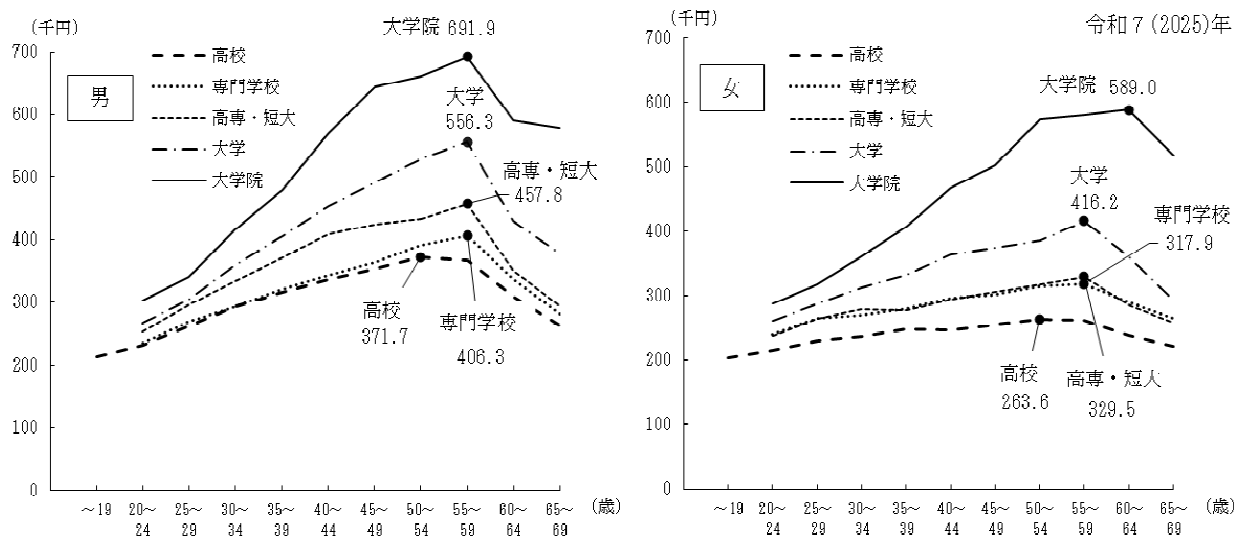 (千円)
700
600
500
400
300
200
100
0
男
高校
専門学校
高専・短大
大学
大学院
大学院 691.9
大学
556.3
高専・短大
457.8
高校
371.7
専門学校
406.3
～19
20～
24
25～
29
30～
34
35～
39
40～
44
45～
49
50～
54
55～
59
60～
64
65～
69
(歳)
(千円)
令和7(2025)年
700
600
500
400
300
200
100
0
女
高校
専門学校
高専・短大
大学
大学院
大学院 589.0
大学
416.2
専門学校
317.9
高校
263.6
高専・短大
329.5
～19
20～
24
25～
29
30～
34
35～
39
40～
44
45～
49
50～
54
55～
59
60～
64
65～
69
(歳)